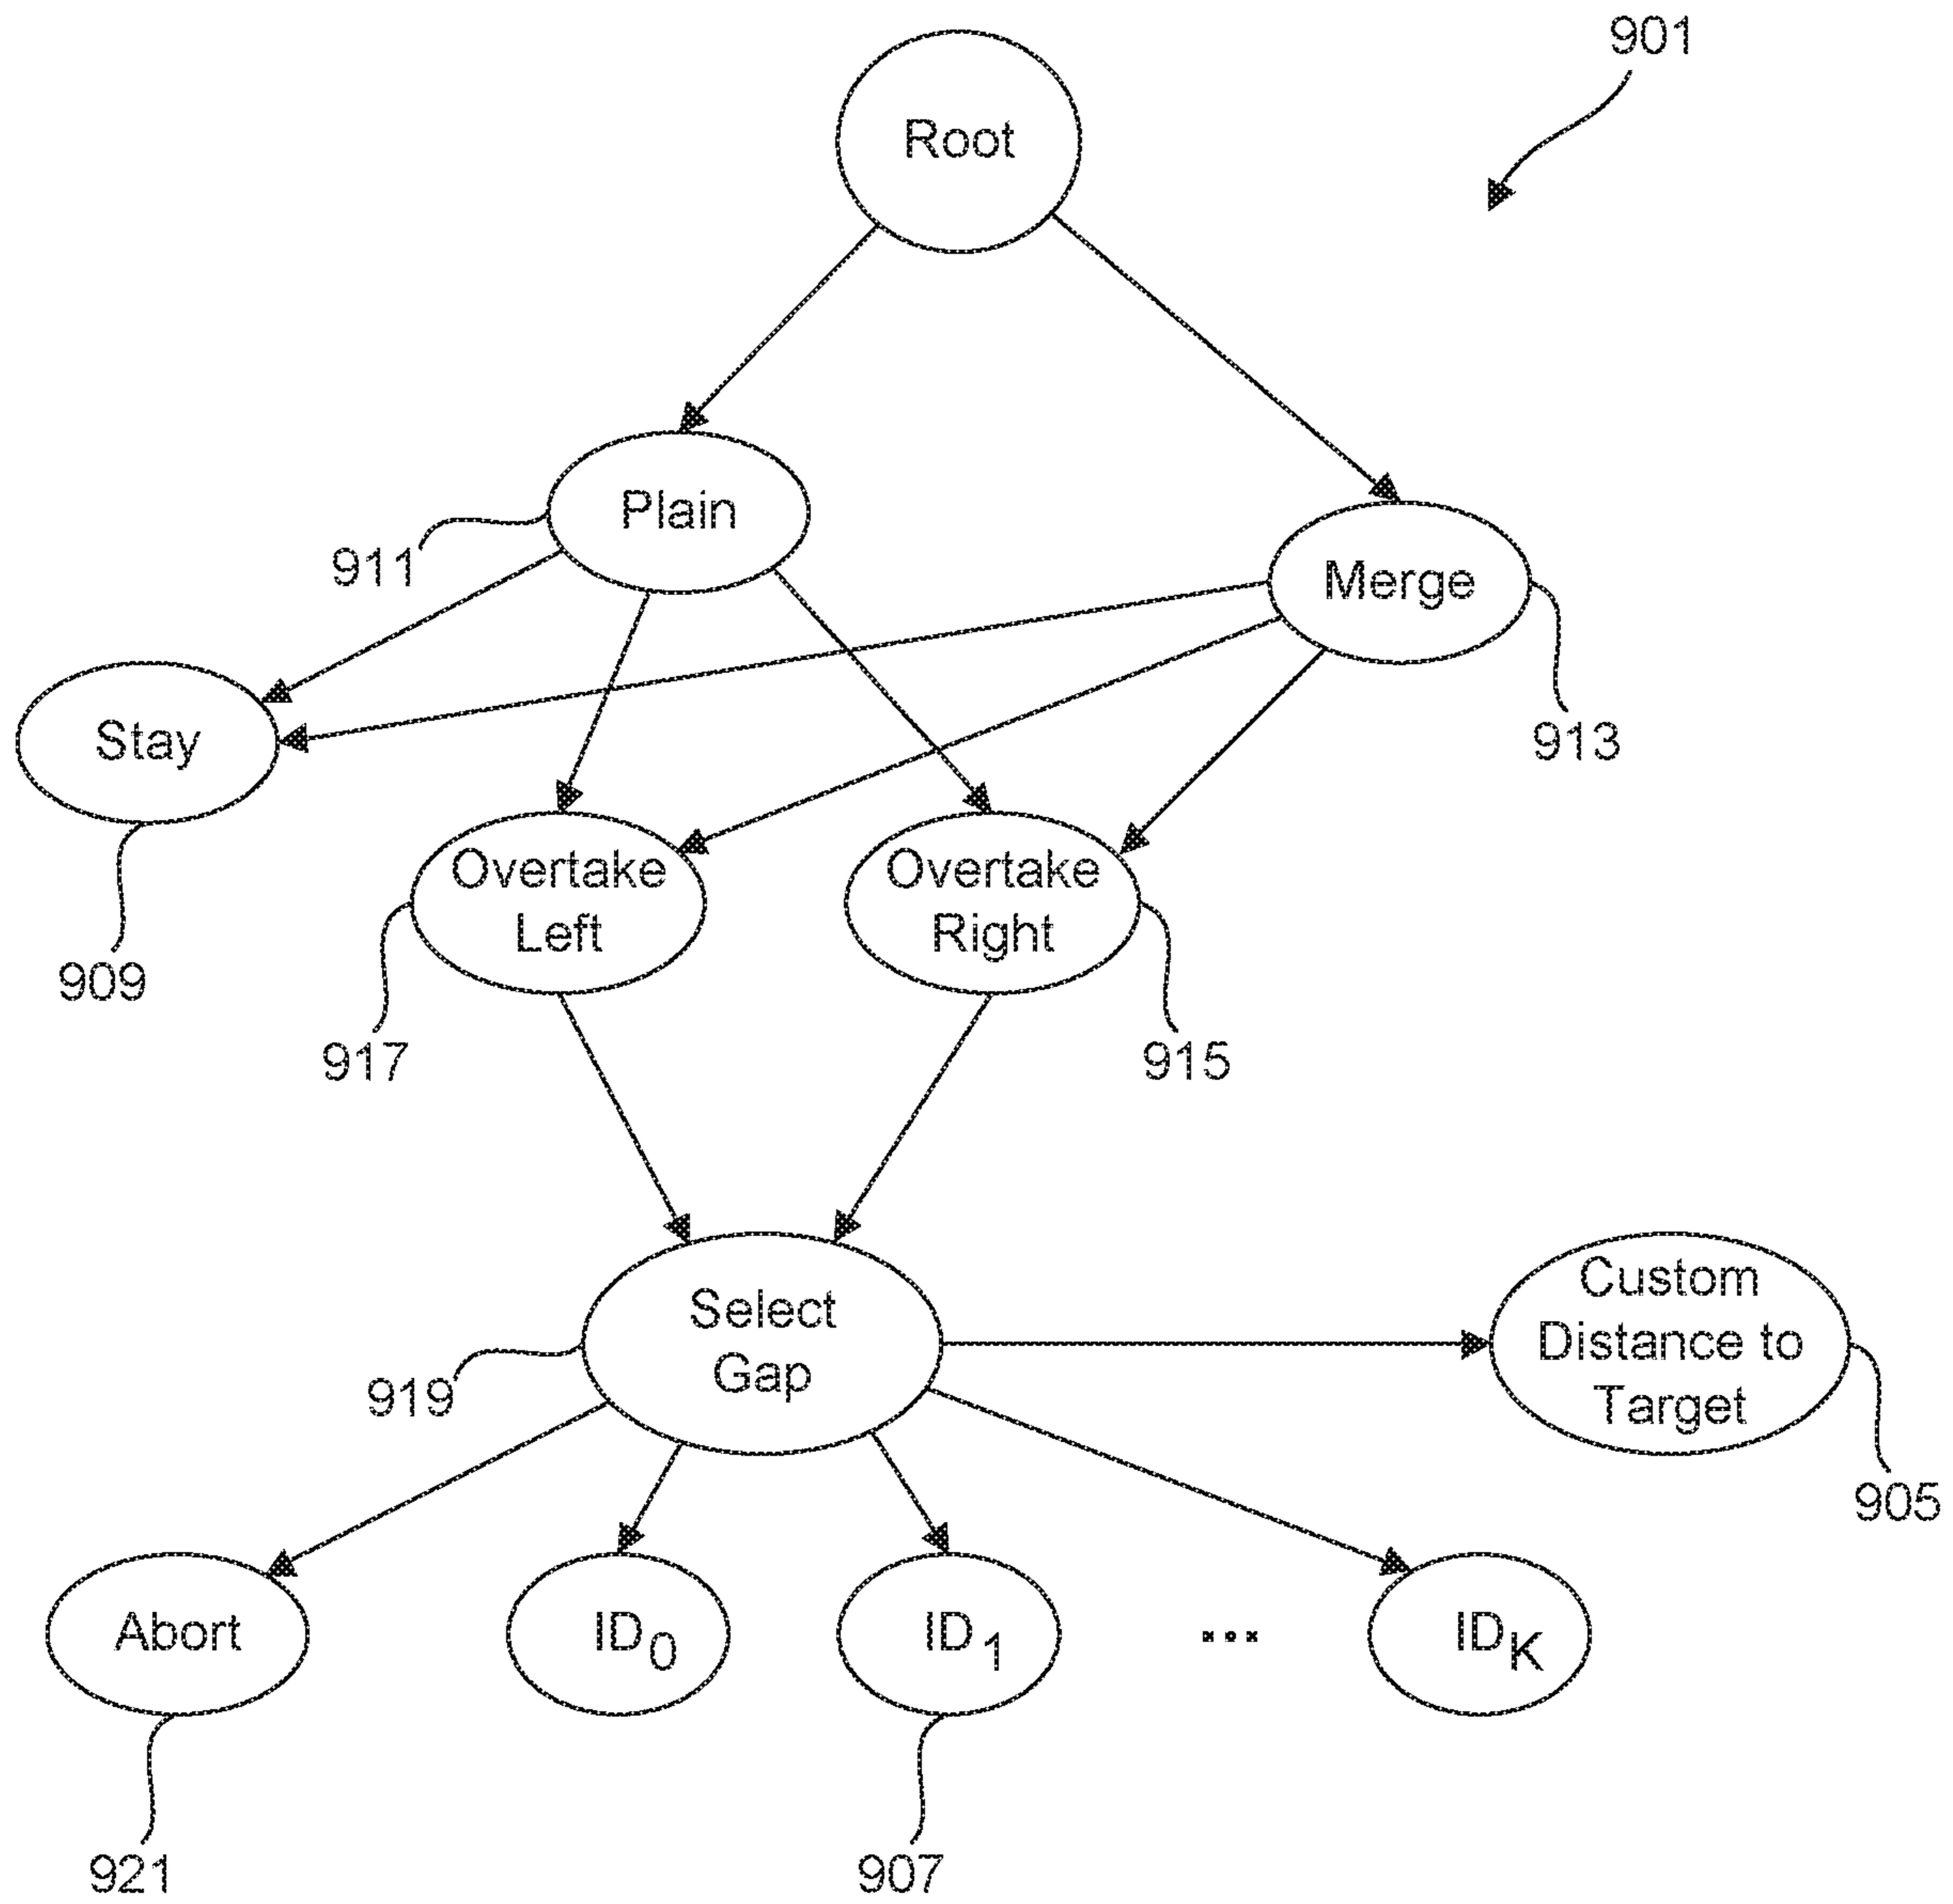 901
Root
Plain
911
Merge
913
Stay
909
Overtake
Left
917
Overtake
Right
915
Select
Gap
919
Custom
Distance to
Target
905
Abort
ID0
ID1
...
IDK
921
907